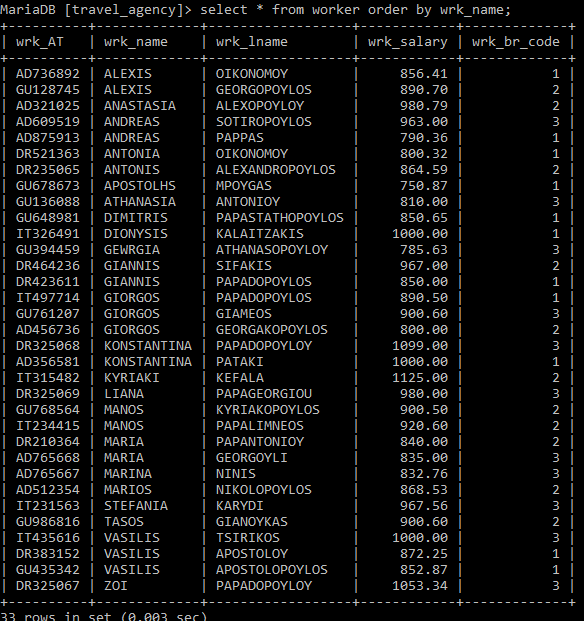 MariaDB [travel_agency]> select * from worker order by wrk_name;
+----------+-------------+-----------------+------------+-------------+
| wrk_AT | wrk_name | wrk_lname | wrk_salary | wrk_br_code |
+----------+-------------+-----------------+------------+-------------+
| AD736892 | ALEXIS | OIKONOMOY | 856.41 | 1 |
| GU128745 | ALEXIS | GEORGOPOYLOS | 890.70 | 2 |
| AD321025 | ANASTASIA | ALEXOPOYLOY | 980.79 | 2 |
| AD609519 | ANDREAS | SOTIROPOYLOS | 963.00 | 3 |
| AD875913 | ANDREAS | PAPPAS | 790.36 | 1 |
| DR521363 | ANTONIA | OIKONOMOY | 800.32 | 1 |
| DR235065 | ANTONIS | ALEXANDROPOYLOS | 864.59 | 2 |
| GU678673 | APOSTOLHS | MPOYGAS | 750.87 | 1 |
| GU136088 | ATHANASIA | ANTONIOY | 810.00 | 3 |
| GU648981 | DIMITRIS | PAPASTATHOPOYLOS | 850.65 | 1 |
| IT326491 | DIONYSIS | KALAITZAKIS | 1000.00 | 1 |
| GU394459 | GEWRGIA | ATHANASOPOYLOY | 785.63 | 3 |
| DR464236 | GIANNIS | SIFAKIS | 967.00 | 2 |
| DR423611 | GIANNIS | PAPADOPOYLOS | 850.00 | 1 |
| IT497714 | GIORGOS | PAPADOPOYLOS | 890.50 | 1 |
| GU761207 | GIORGOS | GIAMEOS | 900.60 | 3 |
| AD456736 | GIORGOS | GEORGAKOPOYLOS | 800.00 | 2 |
| DR325068 | KONSTANTINA | PAPADOPOYLOY | 1099.00 | 3 |
| AD356581 | KONSTANTINA | PATAKI | 1000.00 | 1 |
| IT315482 | KYRIAKI | KEFALA | 1125.00 | 2 |
| DR325069 | LIANA | PAPAGEORGIOU | 980.00 | 3 |
| GU768564 | MANOS | KYRIAKOPOYLOS | 900.50 | 2 |
| IT234415 | MANOS | PAPALIMNEOS | 920.60 | 2 |
| DR210364 | MARIA | PAPANTONIOY | 840.00 | 2 |
| AD765668 | MARIA | GEORGOYLI | 835.00 | 3 |
| AD765667 | MARINA | NINIS | 832.76 | 3 |
| AD512354 | MARIOS | NIKOLOPOYLOS | 868.53 | 2 |
| IT231563 | STEFANIA | KARYDI | 967.56 | 3 |
| GU986816 | TASOS | GIANOYKAS | 900.60 | 2 |
| IT435616 | VASILIS | TSIRIKOS | 1000.00 | 3 |
| DR383152 | VASILIS | APOSTOLOY | 872.25 | 1 |
| GU435342 | VASILIS | APOSTOLOPOYLOS | 852.87 | 1 |
| DR325067 | ZOI | PAPADOPOYLOY | 1053.34 | 3 |
+----------+-------------+-----------------+------------+-------------+
33 rows in set (0.003 sec)